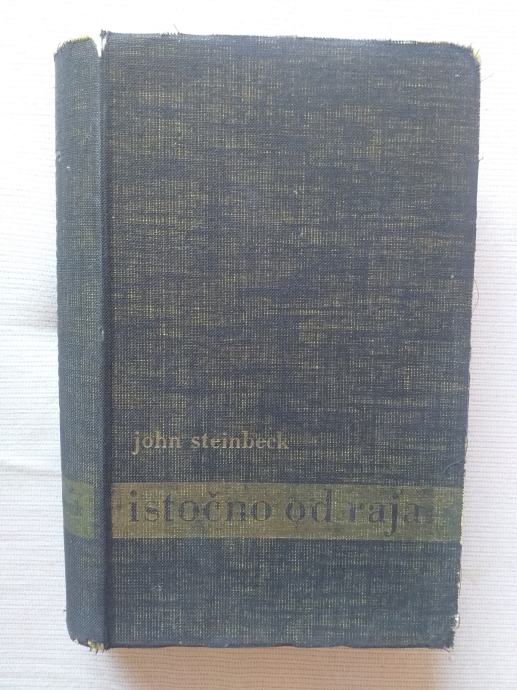 john steinbeck
istočno od raja